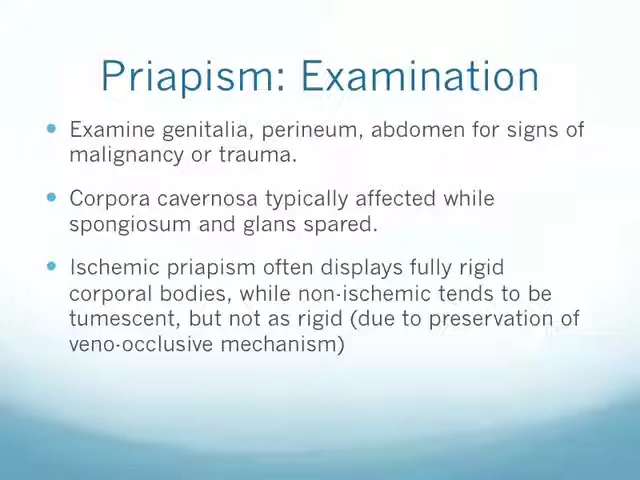 Priapism: Examination
• Examine genitalia, perineum, abdomen for signs of
malignancy or trauma.
• Corpora cavernosa typically affected while
spongiosum and glans spared.
• Ischemic priapism often displays fully rigid
corporal bodies, while non-ischemic tends to be
tumescent, but not as rigid (due to preservation of
veno-occlusive mechanism)